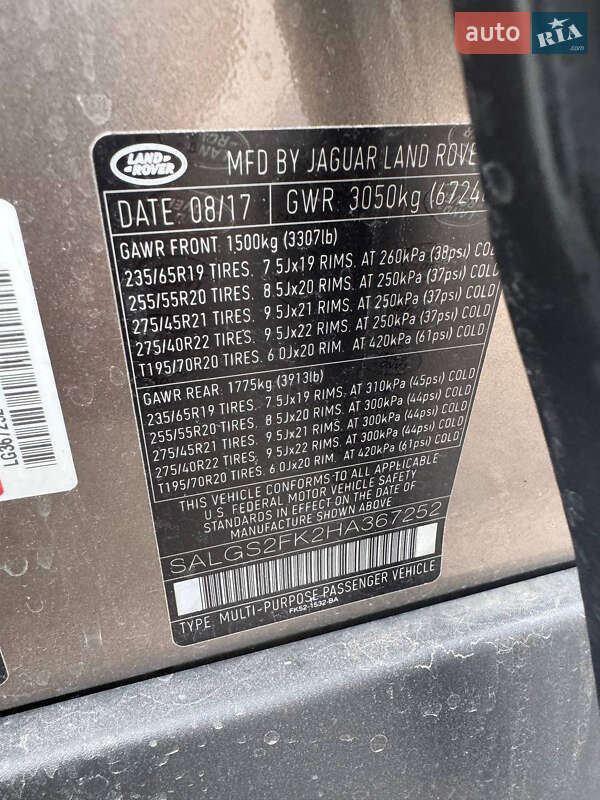 auto RIA .com
LAND ROVER
MFD BY JAGUAR LAND ROVE
DATE: 08/17 GWR: 3050kg (6724
GAWR FRONT 1500kg (3307lb)
235/65R19 TIRES. 7.5Jx19 RIMS. AT 260kPa (38psi) COLD
255/55R20 TIRES. 8.5Jx20 RIMS. AT 250kPa (37psi) COLD
275/45R21 TIRES. 9.5Jx21 RIMS. AT 250kPa (37psi) COLD
275/40R22 TIRES. 9.5Jx22 RIMS. AT 250kPa (37psi) COLD
T195/70R20 TIRES. 6.0Jx20 RIM. AT 420kPa (61psi) COLD
GAWR REAR: 1775kg (3913lb)
235/65R19 TIRES. 7.5Jx19 RIMS. AT 310kPa (45psi) COLD
255/55R20 TIRES. 8.5Jx20 RIMS. AT 300kPa (44psi) COLD
275/45R21 TIRES. 9.5Jx21 RIMS. AT 300kPa (44psi) COLD
275/40R22 TIRES. 9.5Jx22 RIMS. AT 300kPa (44psi) COLD
T195/70R20 TIRES. 6.0Jx20 RIM. AT 420kPa (61psi) COLD
THIS VEHICLE CONFORMS TO ALL APPLICABLE
U.S. FEDERAL MOTOR VEHICLE SAFETY
STANDARDS IN EFFECT ON THE DATE OF
MANUFACTURE SHOWN ABOVE
SALGS2FK2HA367252
TYPE: MULTI-PURPOSE PASSENGER VEHICLE
FK52-1532-BA